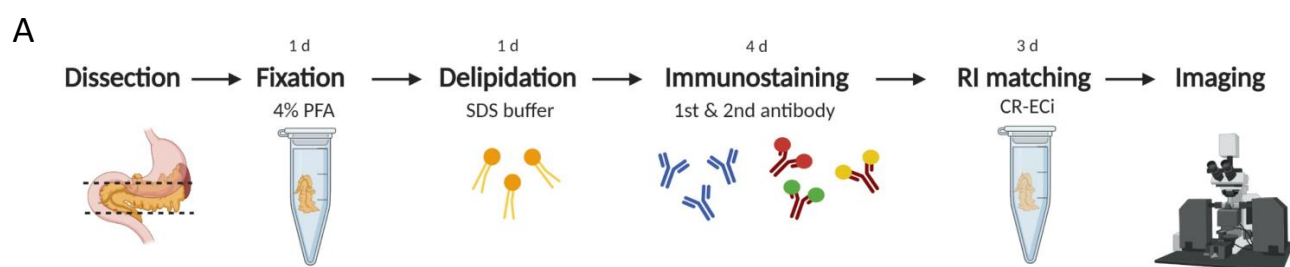 A
1 d
1 d
4 d
3 d
Dissection Fixation Delipidation Immunostaining RI matching Imaging
4% PFA
SDS buffer
1st & 2nd antibody
CR-ECi